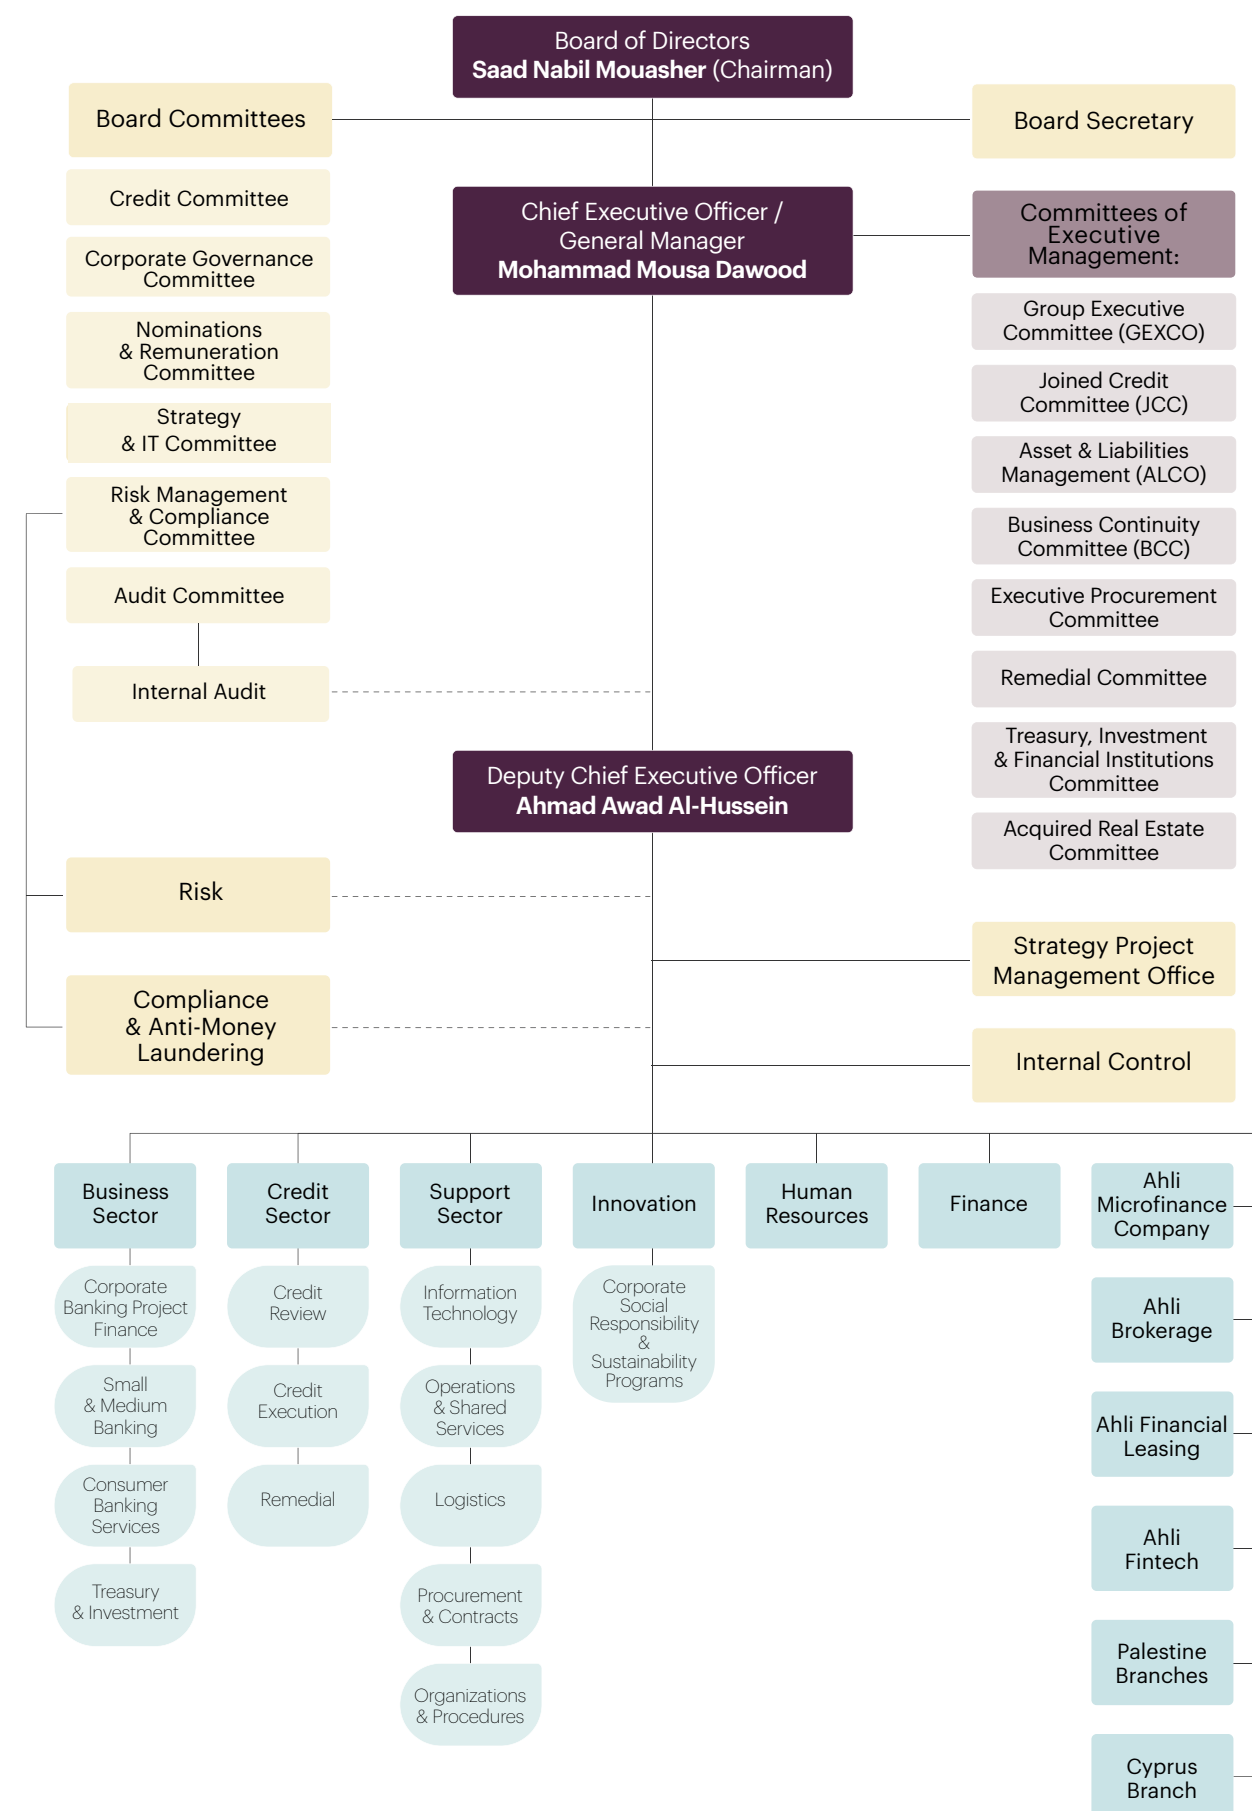 Board of Directors
Saad Nabil Mouasher (Chairman)
Board Committees
Board Secretary
Credit Committee
Corporate Governance
Committee
Nominations
& Remuneration
Committee
Strategy
& IT Committee
Risk Management
& Compliance
Committee
Audit Committee
Internal Audit
Chief Executive Officer /
General Manager
Mohammad Mousa Dawood
Committees of
Executive
Management:
Group Executive
Committee (GEXCO)
Joined Credit
Committee (JCC)
Asset & Liabilities
Management (ALCO)
Business Continuity
Committee (BCC)
Executive Procurement
Committee
Remedial Committee
Treasury, Investment
& Financial Institutions
Committee
Acquired Real Estate
Committee
Deputy Chief Executive Officer
Ahmad Awad Al-Hussein
Risk
Compliance
& Anti-Money
Laundering
Strategy Project
Management Office
Internal Control
Business
Sector
Corporate
Banking Project
Finance
Small
& Medium
Banking
Consumer
Banking
Services
Treasury
& Investment
Credit
Sector
Credit
Review
Credit
Execution
Remedial
Support
Sector
Information
Technology
Operations
& Shared
Services
Logistics
Procurement
& Contracts
Organizations
& Procedures
Innovation
Corporate
Social
Responsibility
&
Sustainability
Programs
Human
Resources
Finance
Ahli
Microfinance
Company
Ahli
Brokerage
Ahli Financial
Leasing
Ahli
Fintech
Palestine
Branches
Cyprus
Branch